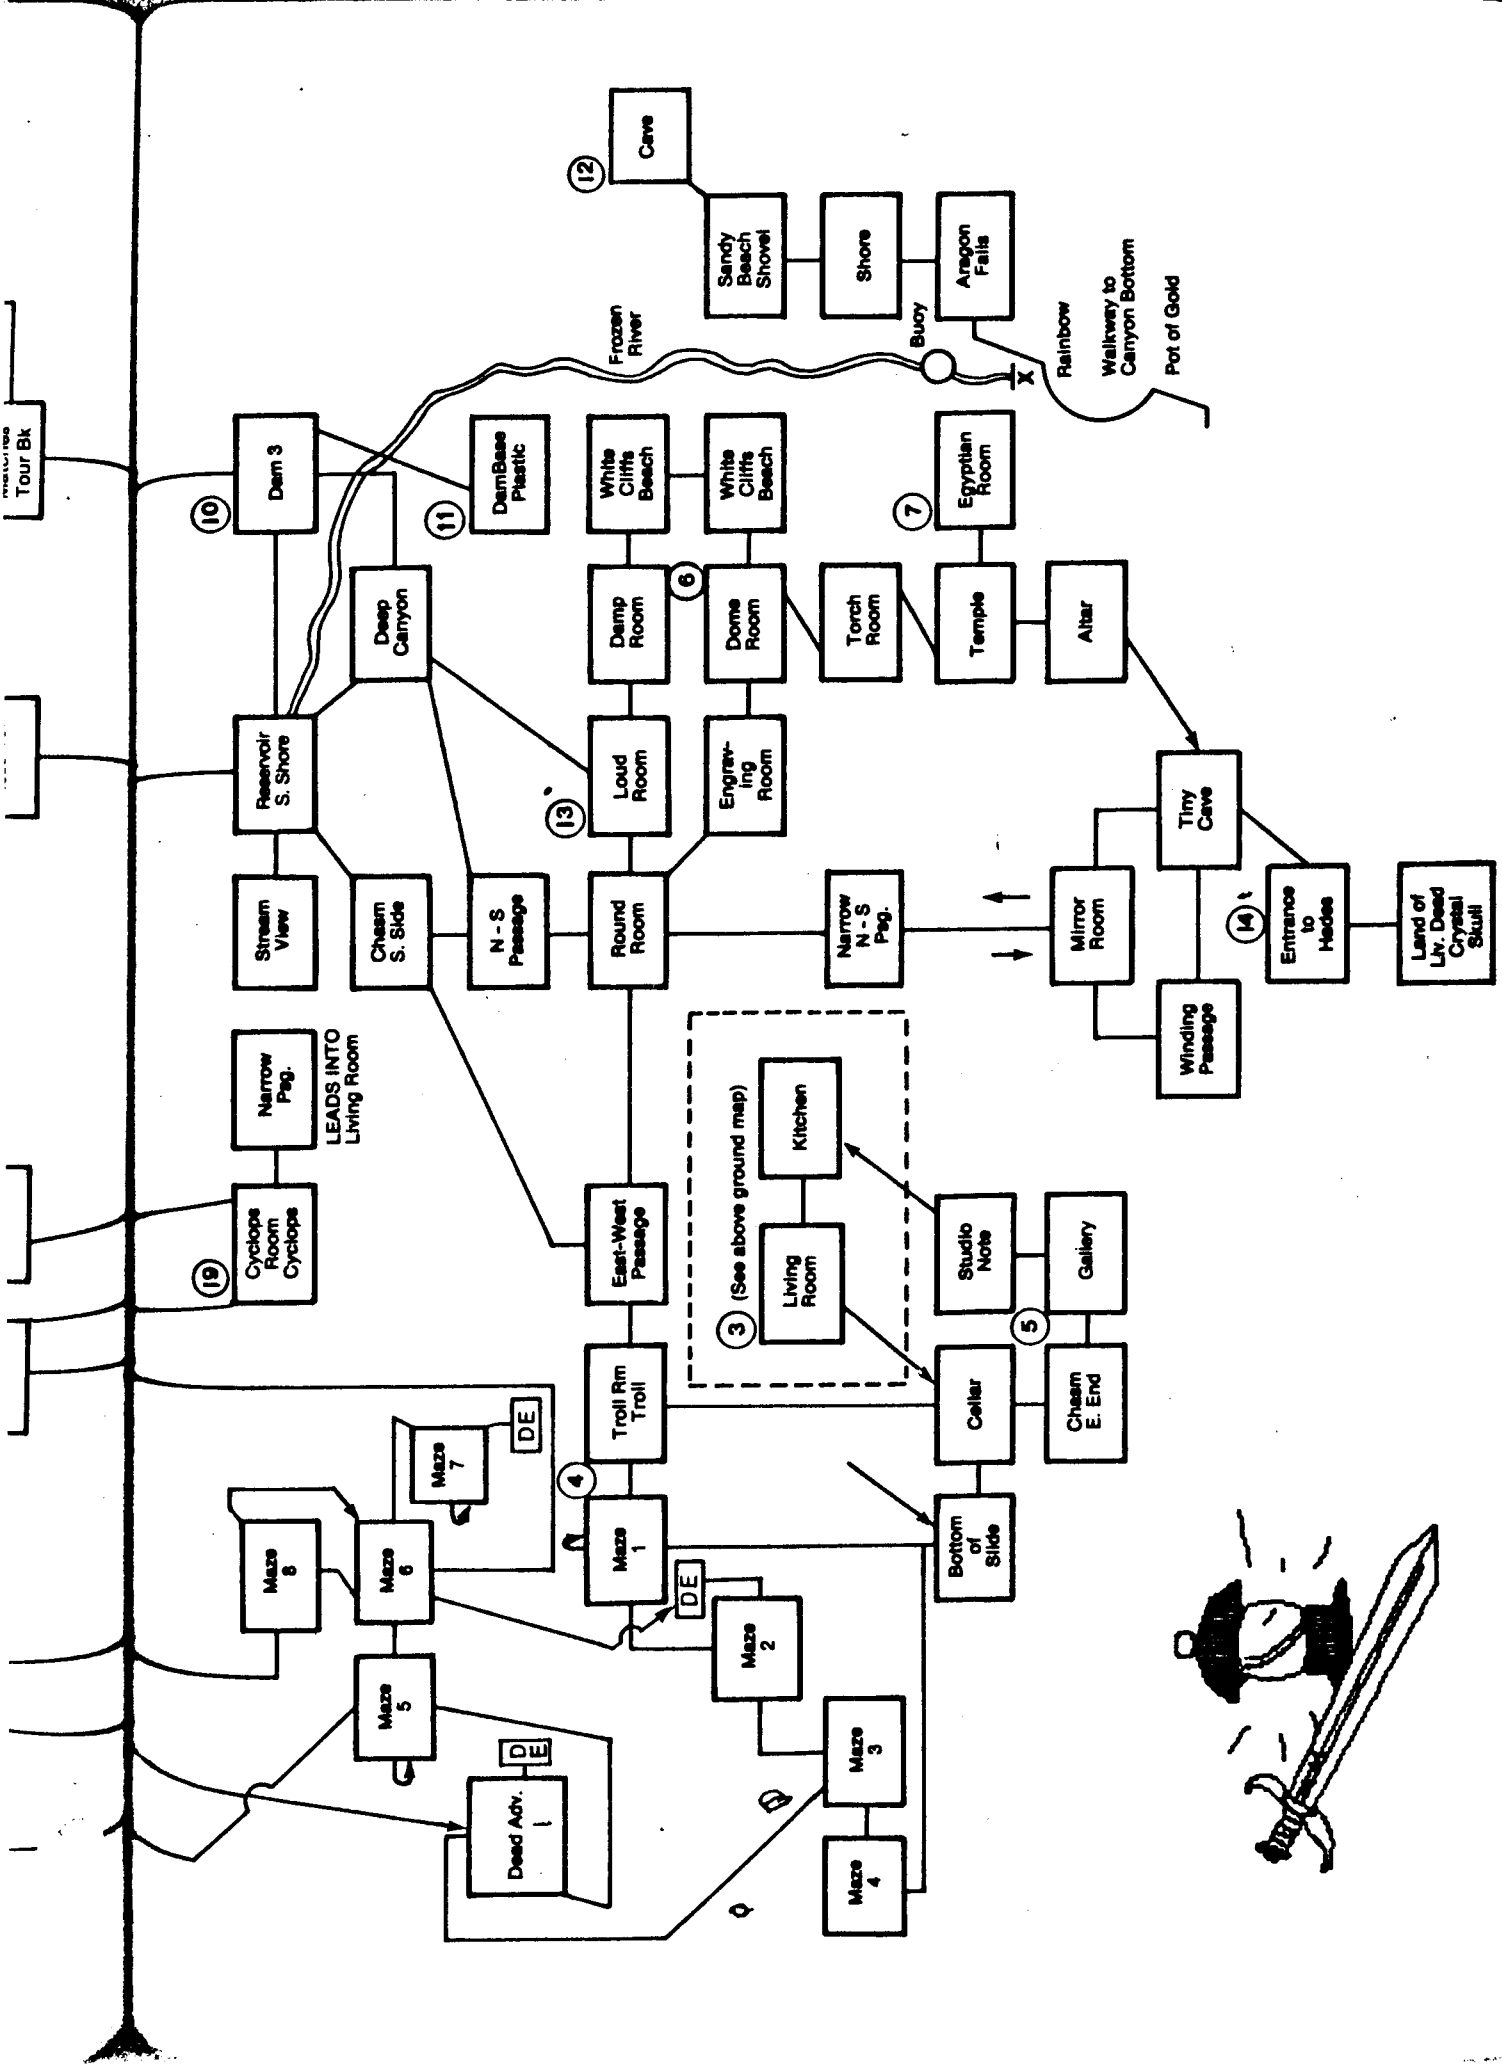 Tour Bk
Maze
8
19
Cyclops
Room
Cyclops
Narrow
Psg.
LEADS INTO
Living Room
Stream
View
Reservoir
S. Shore
10
Dam 3
Maze
5
Maze
6
Maze
7
DE
Chasm
S. Side
Deep
Canyon
Dead Adv.
DE
N - S
Passage
11
DamBase
Plastic
4
Maze
1
Troll Rm
Troll
East-West
Passage
Round
Room
13
Loud
Room
Damp
Room
White
Cliffs
Beach
Frozen
River
12
Cave
DE
Maze
2
3
(See above ground map)
Living
Room
Kitchen
Engrav-
ing
Room
6
Dome
Room
White
Cliffs
Beach
Sandy
Beach
Shovel
Maze
4
Maze
3
Narrow
N - S
Psg.
Torch
Room
Shore
Bottom
of
Slide
Cellar
Studio
Note
Temple
7
Egyptian
Room
Buoy
Aragon
Falls
X
5
Chasm
E. End
Gallery
Mirror
Room
Altar
Rainbow
Walkway to
Canyon Bottom
Pot of Gold
Winding
Passage
Tiny
Cave
14
Entrance
to
Hades
Land of
Liv. Dead
Crystal
Skull